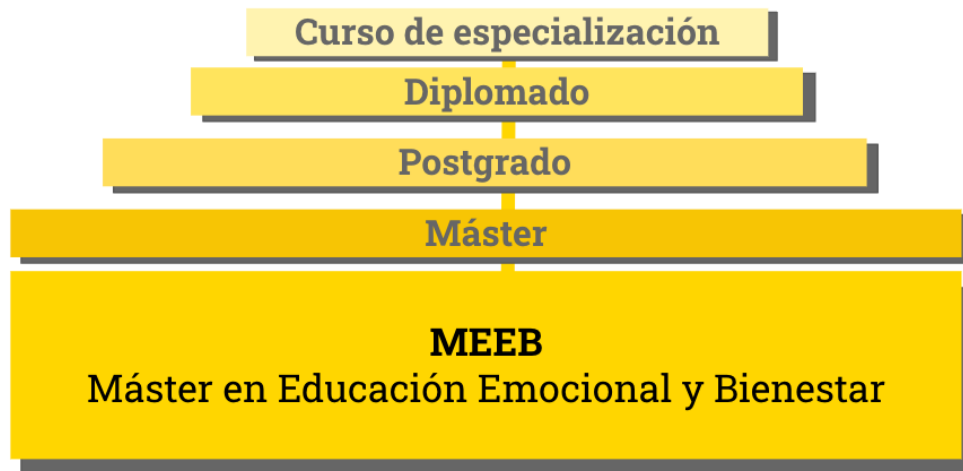 Curso de especialización
Diplomado
Postgrado
Máster
MEEB
Máster en Educación Emocional y Bienestar